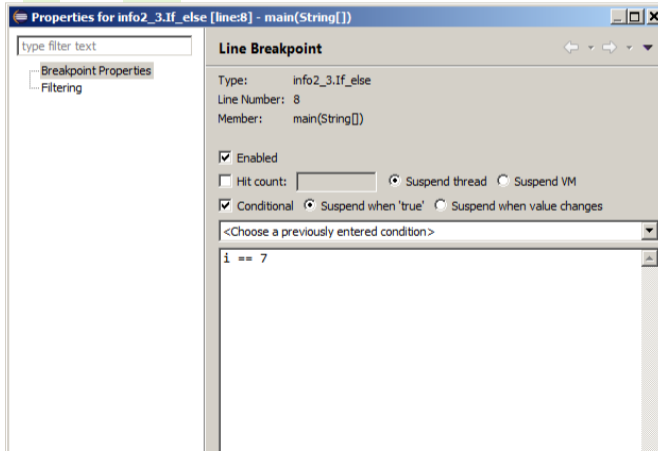 Properties for info2_3.If_else [line:8] - main(String[])
type filter text
Breakpoint Properties
Filtering
Line Breakpoint
Type: info2_3.If_else
Line Number: 8
Member: main(String[])
Enabled
Hit count: Suspend thread Suspend VM
Conditional Suspend when 'true' Suspend when value changes
<Choose a previously entered condition>
i == 7